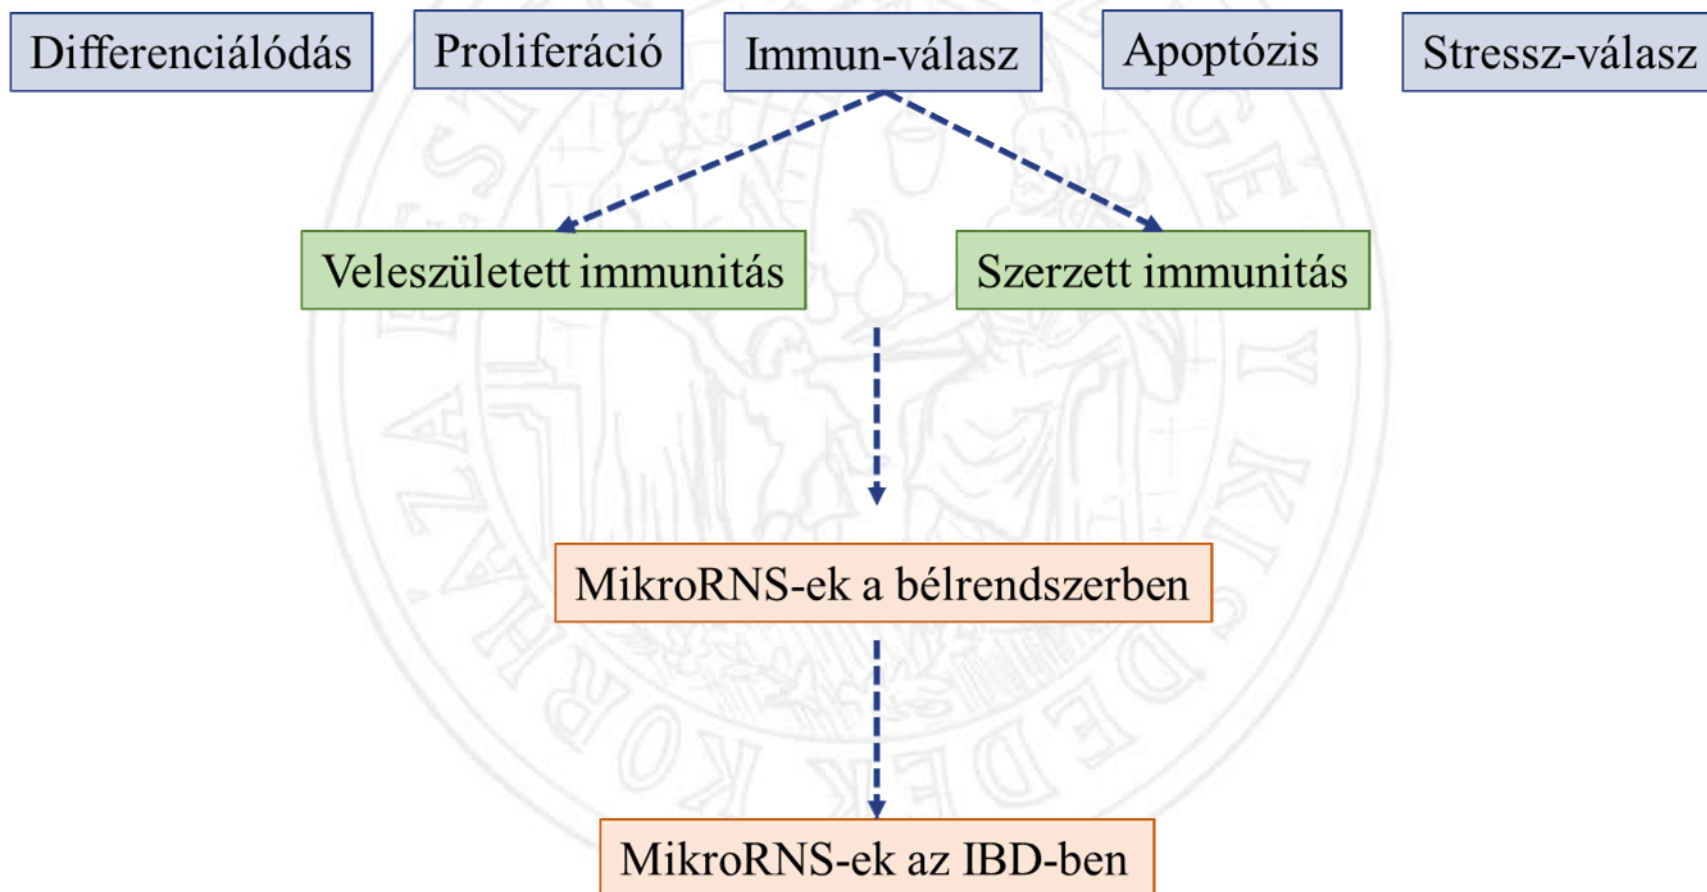 Differenciálódás
Proliferáció
Immun-válasz
Apoptózis
Stressz-válasz
Veleszületett immunitás
Szerzett immunitás
MikroRNS-ek a bélrendszerben
MikroRNS-ek az IBD-ben